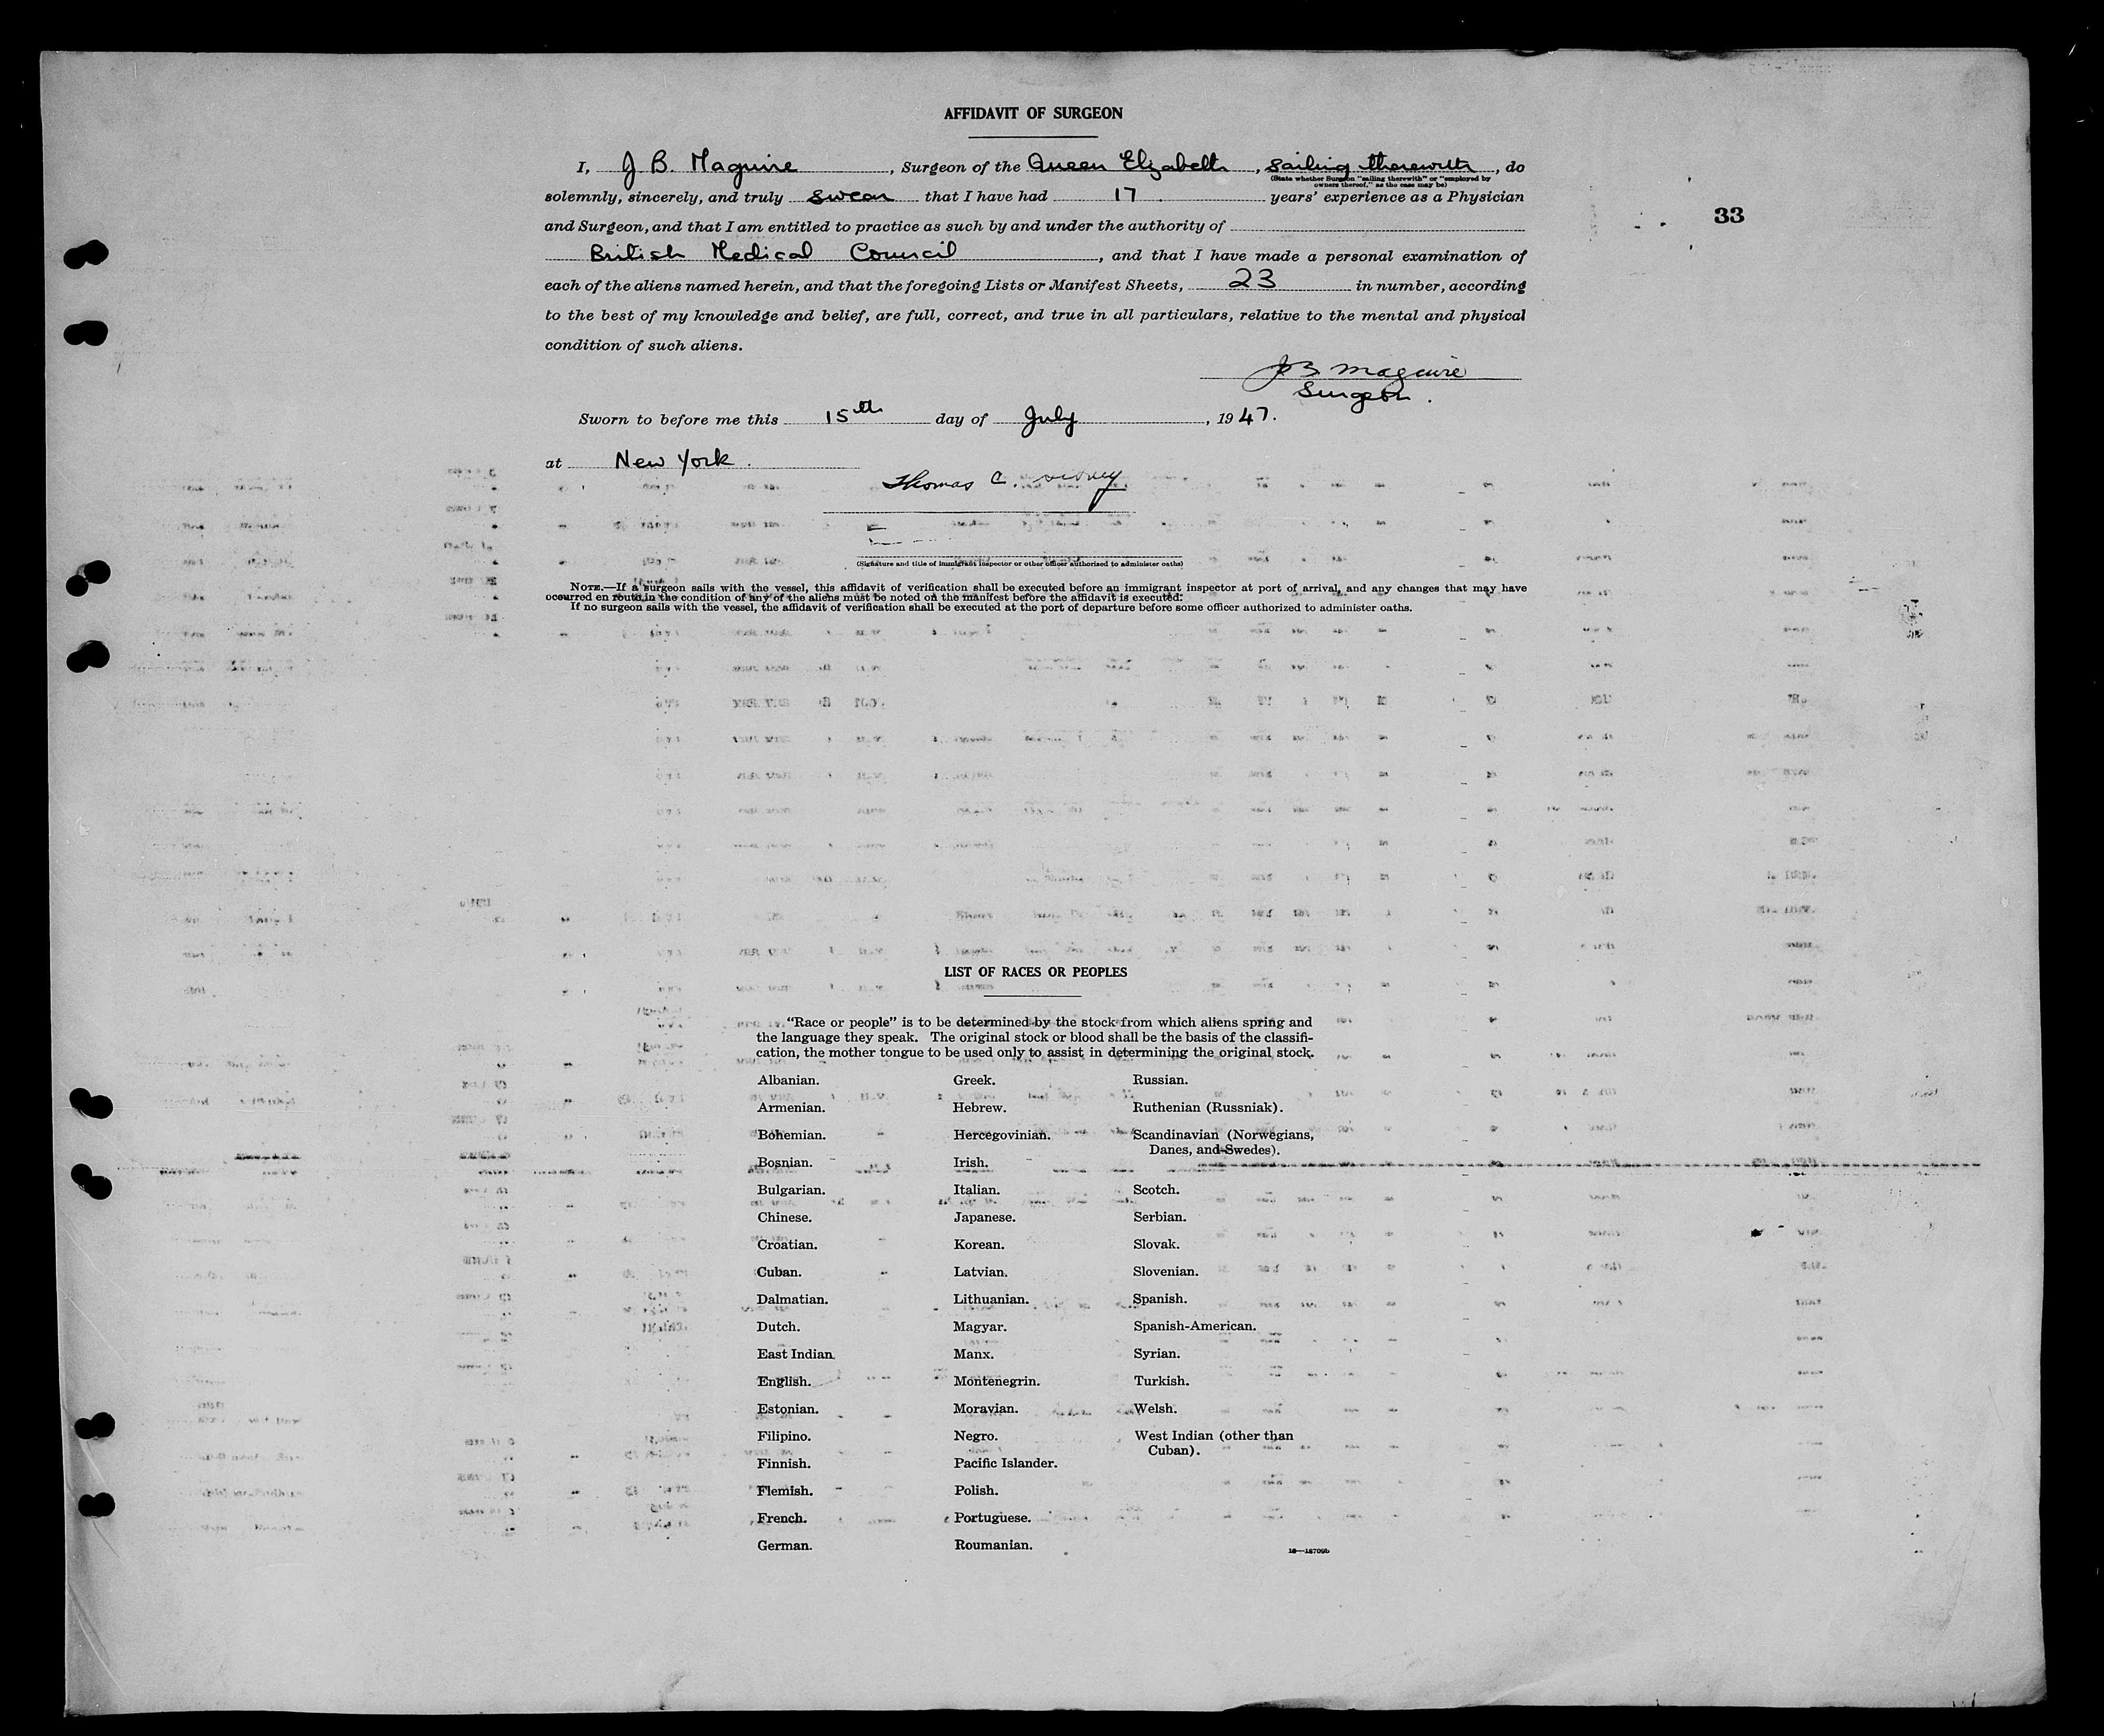 AFFIDAVIT OF SURGEON
I, J. B. Maguire, Surgeon of the Queen Elizabeth, sailing therewith, do
(State whether Surgeon "sailing therewith" or "employed by
owners thereof," as the case may be)
solemnly, sincerely, and truly swear that I have had 17 years' experience as a Physician
33
and Surgeon, and that I am entitled to practice as such by and under the authority of
British Medical Council, and that I have made a personal examination of
each of the aliens named herein, and that the foregoing Lists or Manifest Sheets, 23 in number, according
to the best of my knowledge and belief, are full, correct, and true in all particulars, relative to the mental and physical
condition of such aliens.
J B Maguire
Surgeon.
Sworn to before me this 15th day of July, 1947.
at New York.
Thomas C.
(Signature and title of immigrant inspector or other officer authorized to administer oaths)
NOTE.—If a surgeon sails with the vessel, this affidavit of verification shall be executed before an immigrant inspector at port of arrival, and any changes that may have
occurred en route in the condition of any of the aliens must be noted on the manifest before the affidavit is executed.
If no surgeon sails with the vessel, the affidavit of verification shall be executed at the port of departure before some officer authorized to administer oaths.
LIST OF RACES OR PEOPLES
"Race or people" is to be determined by the stock from which aliens spring and
the language they speak. The original stock or blood shall be the basis of the classifi-
cation, the mother tongue to be used only to assist in determining the original stock.
Albanian.
Armenian.
Bohemian.
Bosnian.
Bulgarian.
Chinese.
Croatian.
Cuban.
Dalmatian.
Dutch.
East Indian.
English.
Estonian.
Filipino.
Finnish.
Flemish.
French.
German.
Greek.
Hebrew.
Hercegovinian.
Irish.
Italian.
Japanese.
Korean.
Latvian.
Lithuanian.
Magyar.
Manx.
Montenegrin.
Moravian.
Negro.
Pacific Islander.
Polish.
Portuguese.
Roumanian.
Russian.
Ruthenian (Russniak).
Scandinavian (Norwegians,
Danes, and Swedes).
Scotch.
Serbian.
Slovak.
Slovenian.
Spanish.
Spanish-American.
Syrian.
Turkish.
Welsh.
West Indian (other than
Cuban).
16—18709b